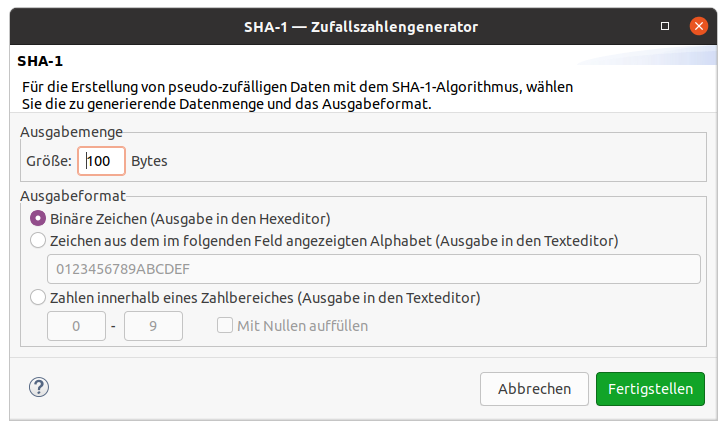 SHA-1 — Zufallszahlengenerator
SHA-1
Für die Erstellung von pseudo-zufälligen Daten mit dem SHA-1-Algorithmus, wählen
Sie die zu generierende Datenmenge und das Ausgabeformat.
Ausgabemenge
Größe: 100 Bytes
Ausgabeformat
Binäre Zeichen (Ausgabe in den Hexeditor)
Zeichen aus dem im folgenden Feld angezeigten Alphabet (Ausgabe in den Texteditor)
0123456789ABCDEF
Zahlen innerhalb eines Zahlbereiches (Ausgabe in den Texteditor)
0 - 9 Mit Nullen auffüllen
? Abbrechen Fertigstellen